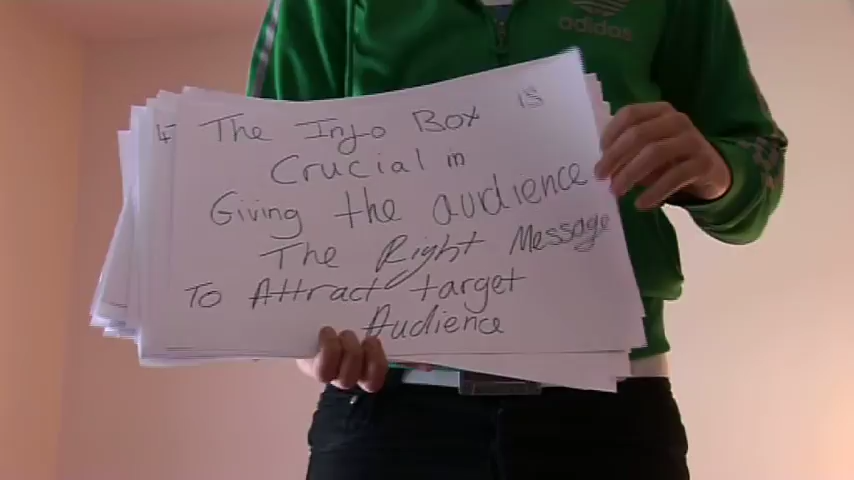 adidas
The Info Box is
Crucial in
Giving the audience
The Right Message
To Attract target
Audience